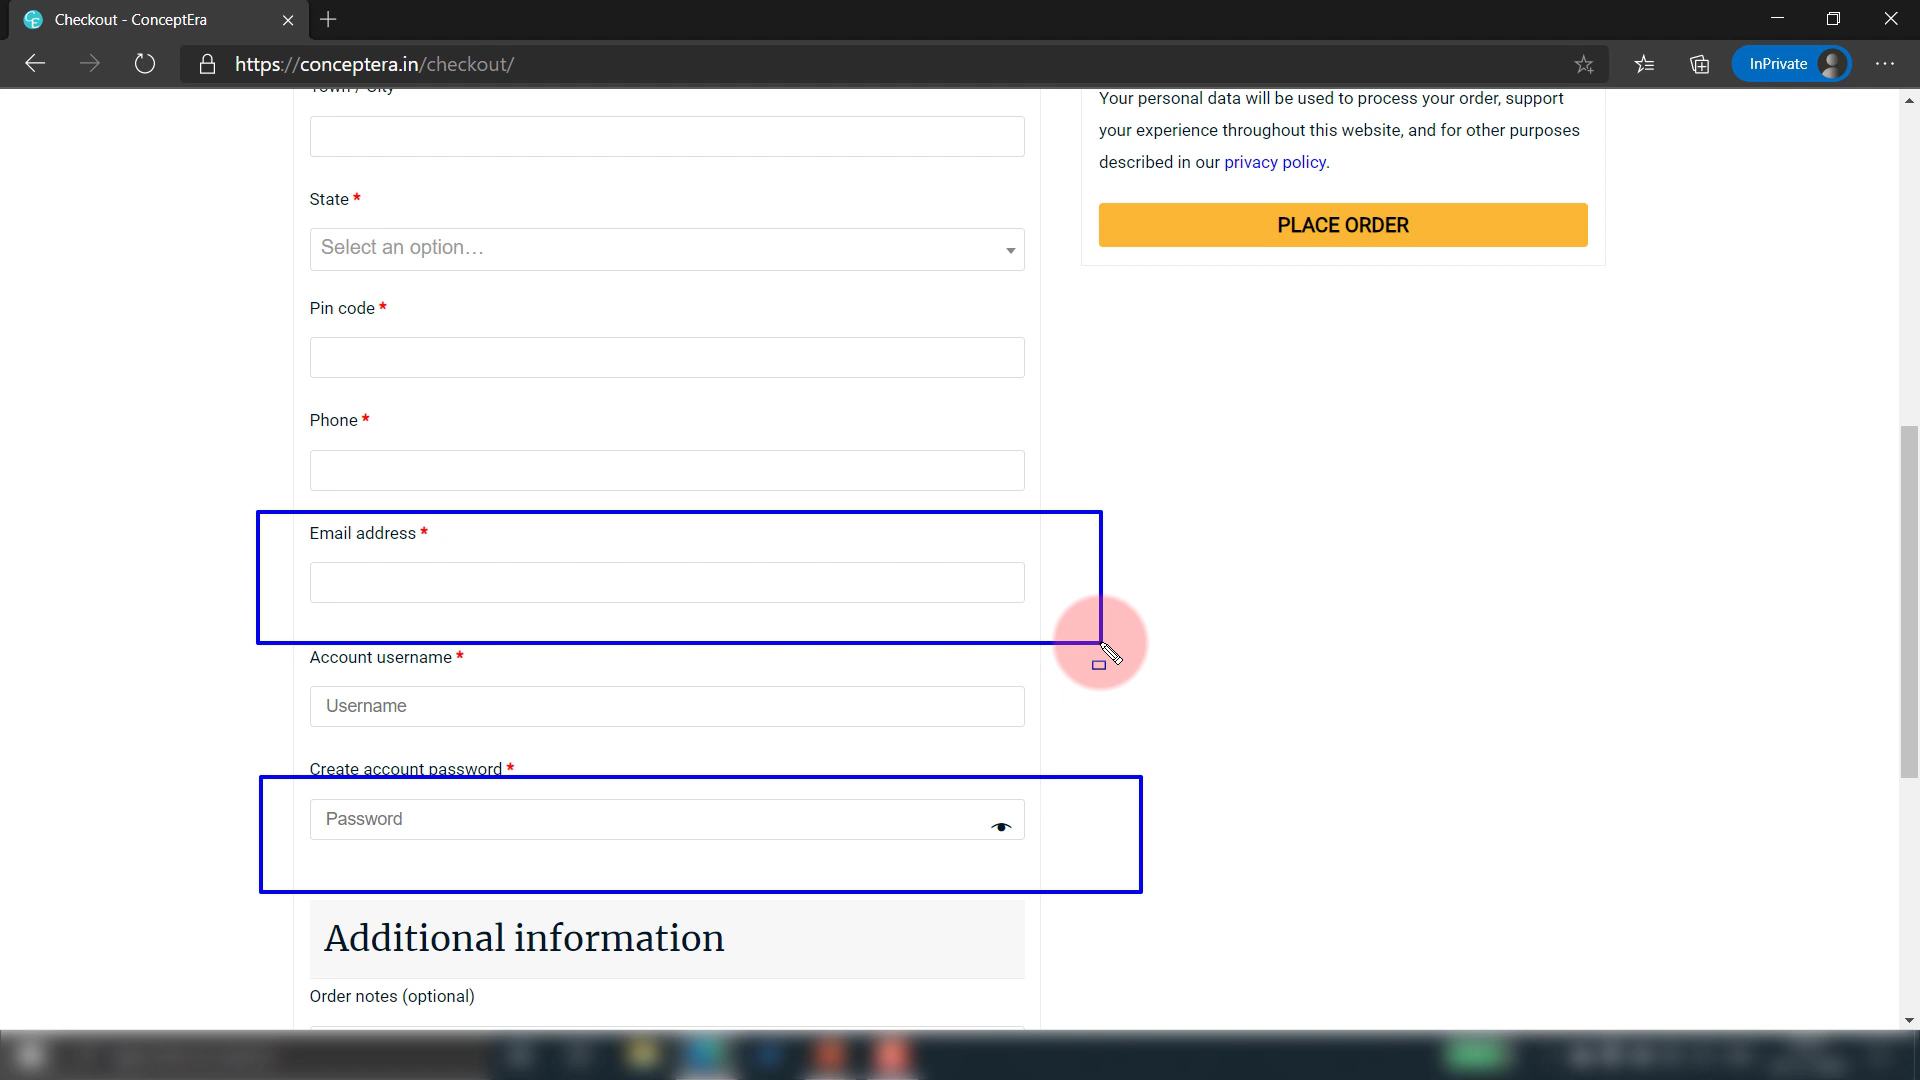 Checkout - ConceptEra
https://conceptera.in/checkout/
InPrivate
Town / City
State *
Select an option...
Pin code *
Phone *
Email address *
Account username *
Username
Create account password *
Password
Additional information
Order notes (optional)
Your personal data will be used to process your order, support
your experience throughout this website, and for other purposes
described in our privacy policy.
PLACE ORDER